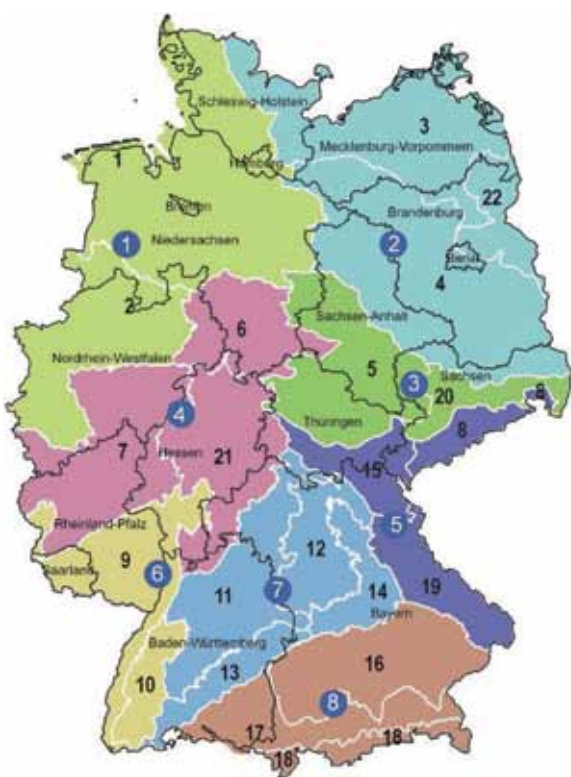 Schleswig-Holstein
3
Mecklenburg-Vorpommern
1
Hamburg
22
Bremen
Brandenburg
1
Niedersachsen
2
Berlin
4
2
Sachsen-Anhalt
6
Nordrhein-Westfalen
5
Sachsen
3
20
8
4
Thüringen
8
7
Hessen
21
15
Rheinland-Pfalz
5
12
9
Saarland
6
7
19
11
14
Bayern
Baden-Württemberg
16
10
13
8
17
18
18